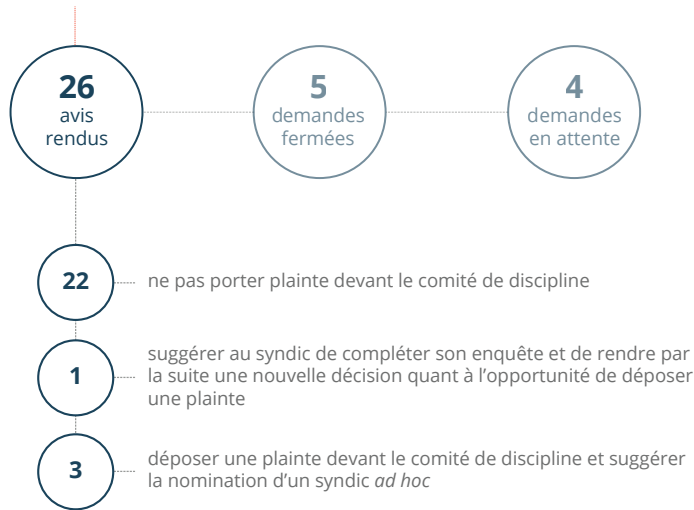 26
avis
rendus
5
demandes
fermées
4
demandes
en attente
22
ne pas porter plainte devant le comité de discipline
1
suggérer au syndic de compléter son enquête et de rendre par
la suite une nouvelle décision quant à l’opportunité de déposer
une plainte
3
déposer une plainte devant le comité de discipline et suggérer
la nomination d’un syndic ad hoc